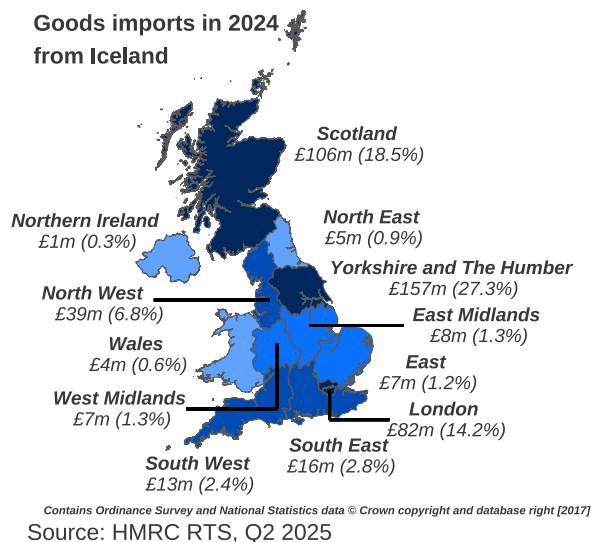 Goods imports in 2024
from Iceland
Scotland
£106m (18.5%)
Northern Ireland
£1m (0.3%)
North East
£5m (0.9%)
Yorkshire and The Humber
£157m (27.3%)
North West
£39m (6.8%)
East Midlands
£8m (1.3%)
Wales
£4m (0.6%)
East
£7m (1.2%)
West Midlands
£7m (1.3%)
London
£82m (14.2%)
South East
£16m (2.8%)
South West
£13m (2.4%)
Contains Ordinance Survey and National Statistics data © Crown copyright and database right [2017]
Source: HMRC RTS, Q2 2025